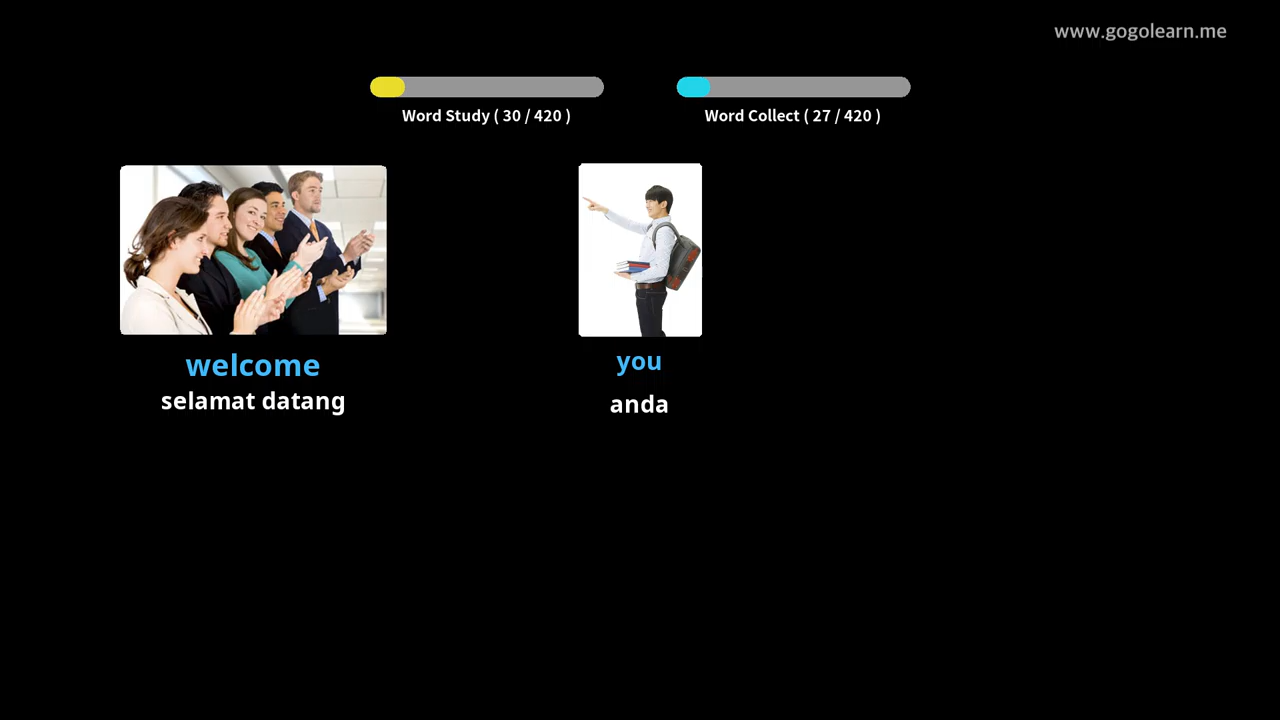 www.gogolearn.me
Word Study ( 30 / 420 )
Word Collect ( 27 / 420 )
welcome
selamat datang
you
anda